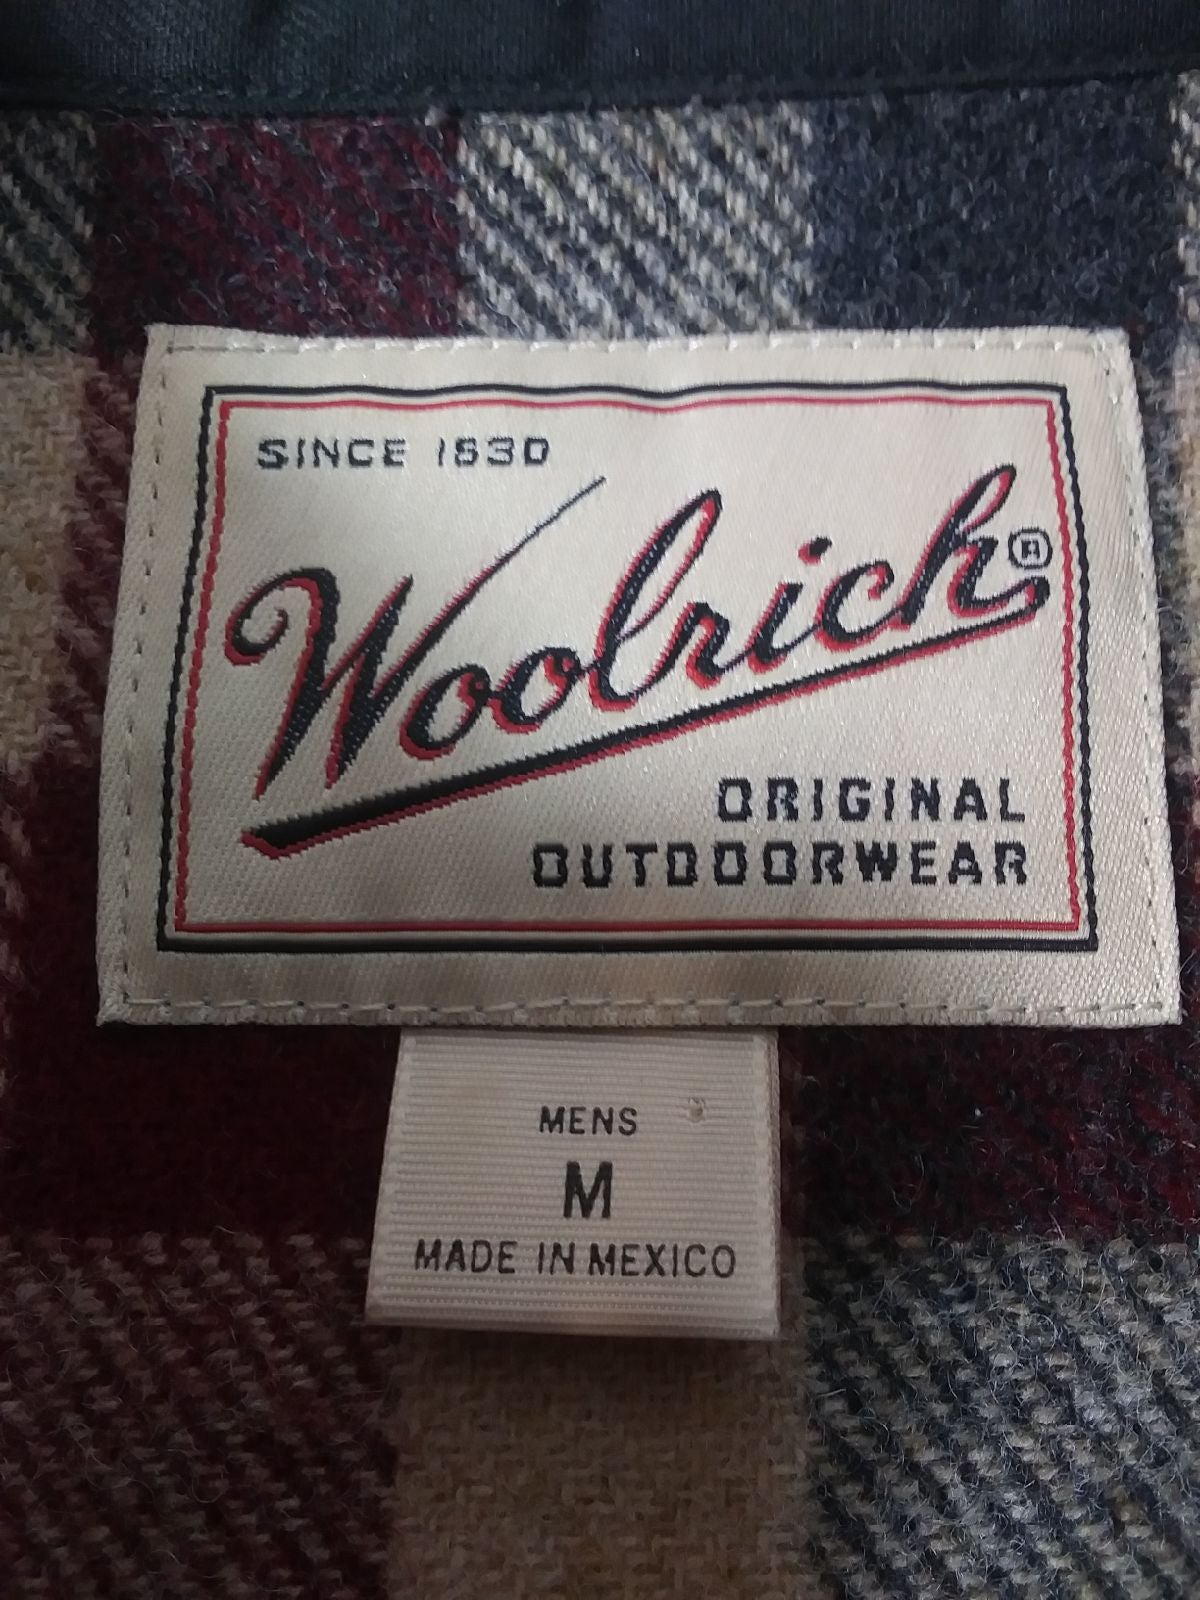 SINCE 1830
Woolrich®
ORIGINAL
OUTDOORWEAR
MENS
M
MADE IN MEXICO